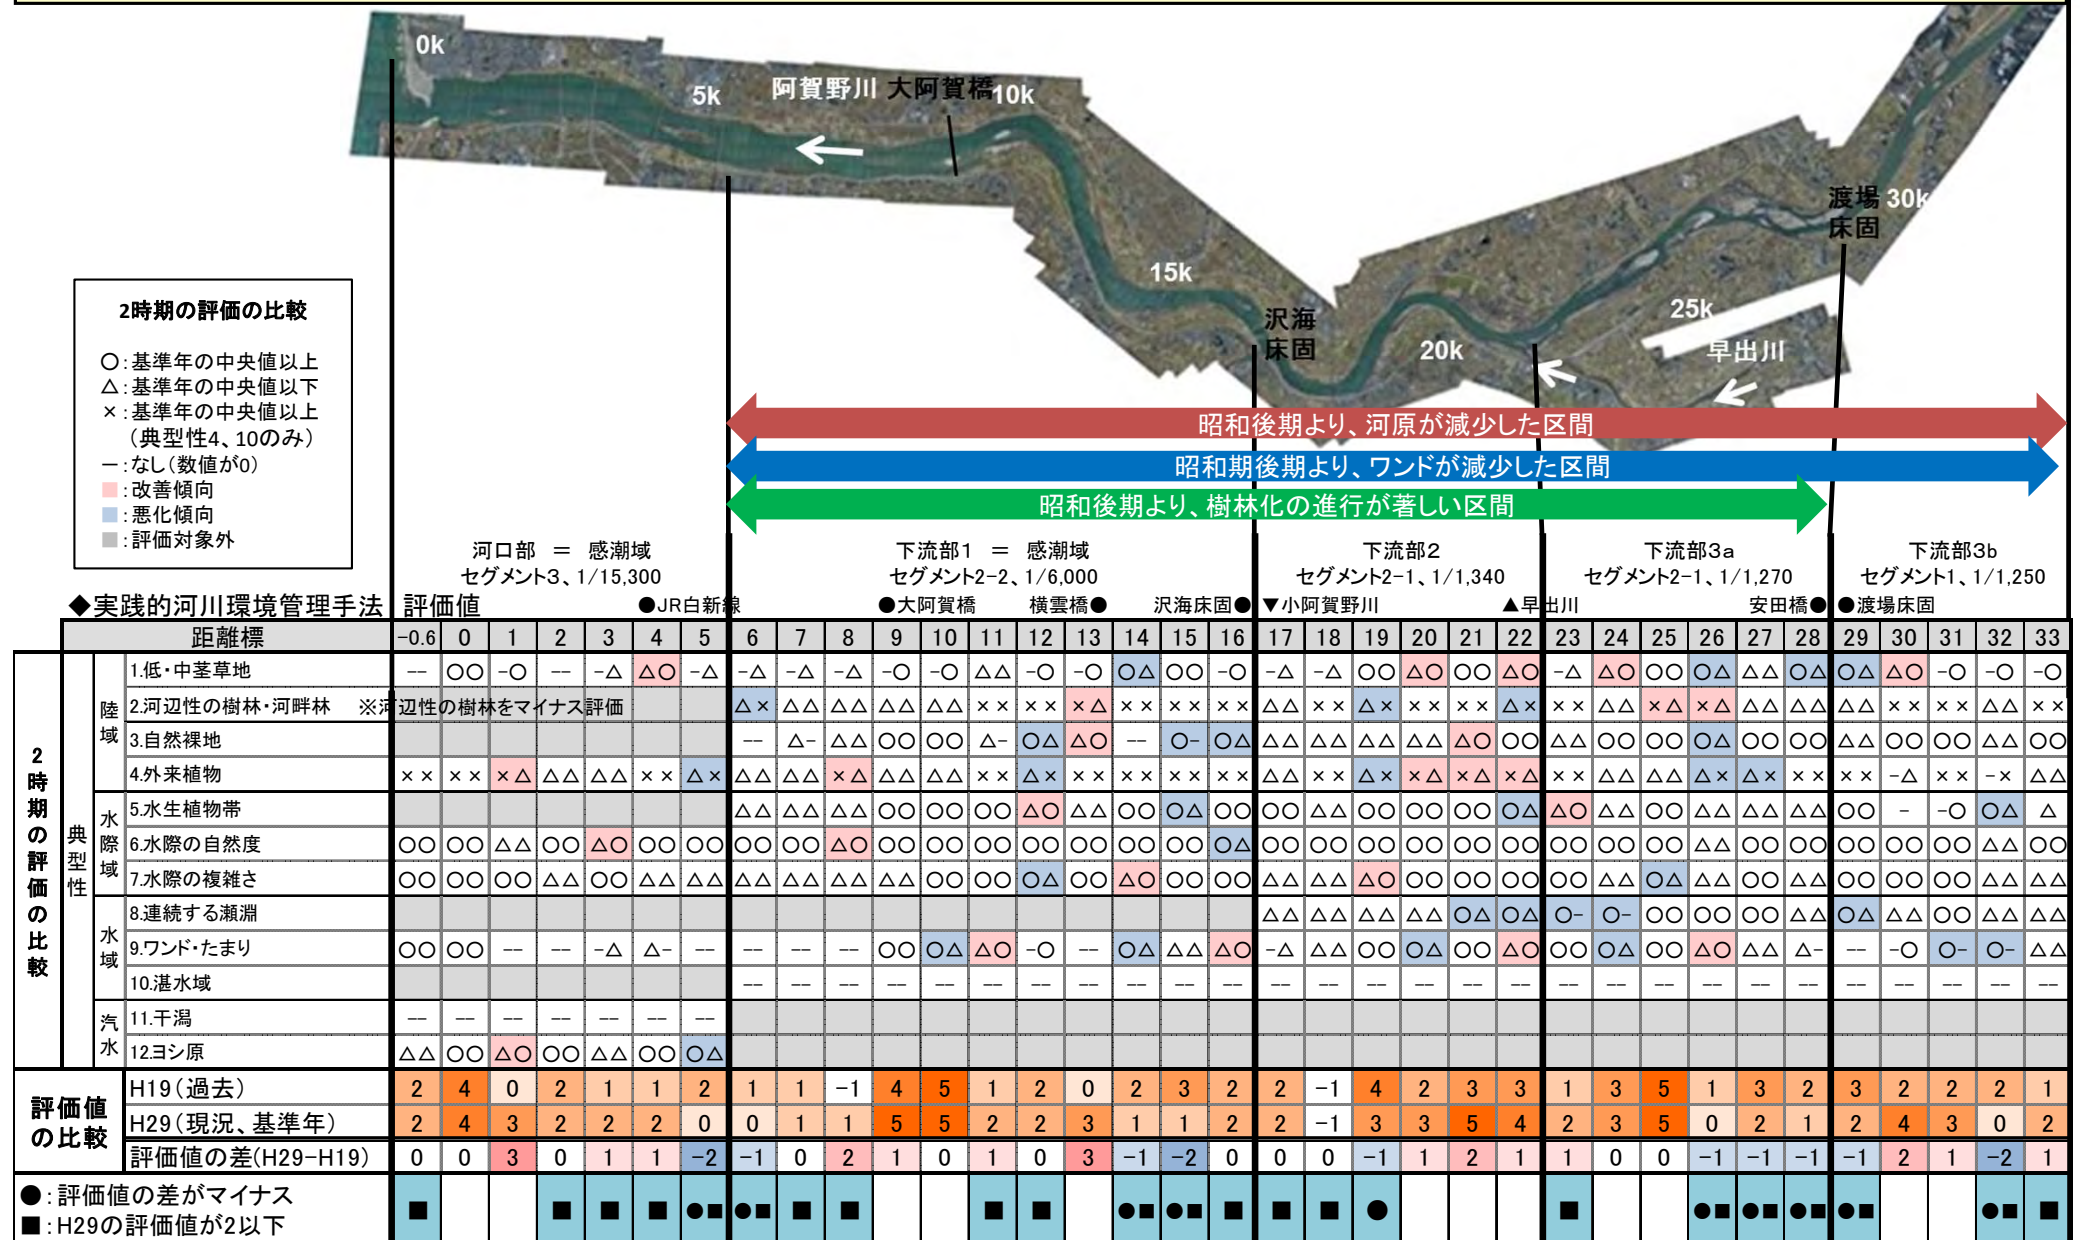 0k
5k
阿賀野川
大阿賀橋
10k
15k
沢海
床固
20k
25k
早出川
渡場
床固
30k
2時期の評価の比較
○:基準年の中央値以上
△:基準年の中央値以下
×:基準年の中央値以上
(典型性4、10のみ)
－:なし(数値が0)
■:改善傾向
■:悪化傾向
■:評価対象外
昭和後期より、河原が減少した区間
昭和期後期より、ワンドが減少した区間
昭和後期より、樹林化の進行が著しい区間
河口部 ＝ 感潮域
セグメント3、1/15,300
下流部1 ＝ 感潮域
セグメント2-2、1/6,000
下流部2
セグメント2-1、1/1,340
下流部3a
セグメント2-1、1/1,270
下流部3b
セグメント1、1/1,250
◆実践的河川環境管理手法 評価値
●JR白新線 ●大阿賀橋 横雲橋● 沢海床固● ▼小阿賀野川 ▲早出川 安田橋● ●渡場床固
距離標 -0.6 0 1 2 3 4 5 6 7 8 9 10 11 12 13 14 15 16 17 18 19 20 21 22 23 24 25 26 27 28 29 30 31 32 33
2時期の評価の比較
典型性
陸域
1.低・中茎草地 -- ○○ -○ -- -△ △○ -△ -△ -△ -△ -○ -○ △△ -○ -○ ○△ ○○ -○ -△ -△ ○○ △○ ○○ △○ -△ △○ ○○ ○△ △△ ○△ ○△ △○ -○ -○ -○
2.河辺性の樹林・河畔林 ※河辺性の樹林をマイナス評価 △× △△ △△ △△ △△ ×× ×× ×△ ×× ×× ×× △△ ×× △× ×× ×× △× ×× △△ ×△ ×△ △△ △△ △△ ×× ×× △△ ××
3.自然裸地 -- △- △△ ○○ ○○ △- ○△ △○ -- ○- ○△ △△ △△ △△ △△ △○ ○○ △△ ○○ ○○ ○△ ○○ ○○ △△ ○○ ○○ △△ ○○
4.外来植物 ×× ×× ×△ △△ △△ ×× △× △△ △△ ×△ △△ △△ ×× △× ×× ×× ×× ×× △△ ×× △× ×△ ×△ ×△ ×× △△ △△ △× △× ×× ×× -△ ×× -× △△
水際域
5.水生植物帯 △△ △△ △△ ○○ ○○ ○○ △○ △△ ○○ ○△ ○○ ○○ △△ ○○ ○○ ○○ ○△ △○ △△ ○○ △△ △△ △△ ○○ - -○ ○△ △
6.水際の自然度 ○○ ○○ △△ ○○ △○ ○○ ○○ ○○ ○○ △○ ○○ ○○ ○○ ○○ ○○ ○○ ○○ ○△ ○○ ○○ ○○ ○○ ○○ ○○ ○○ ○○ ○○ △△ ○○ ○○ ○○ ○○ ○○ △△ ○○
7.水際の複雑さ ○○ ○○ ○○ △△ ○○ △△ △△ △△ △△ △△ △△ ○○ ○○ ○△ ○○ △○ ○○ ○○ △△ △△ △○ ○○ ○○ ○○ ○○ △△ ○△ △△ ○○ △△ ○○ ○○ ○○ △△ △△
水域
8.連続する瀬淵 △△ △△ △△ △△ ○△ ○△ ○- ○- ○○ ○○ ○○ △△ ○△ △△ ○○ △△ △△
9.ワンド・たまり ○○ ○○ -- -- -△ △- -- -- -- -- ○○ ○△ △○ -○ -- ○△ △△ △○ -△ △△ ○○ ○△ ○○ △○ ○○ ○△ ○○ △○ △△ △- -- -○ ○- ○- △△
10.湛水域 -- -- -- -- -- -- -- -- -- -- -- -- -- -- -- -- -- -- -- -- -- -- -- -- -- -- -- --
汽水
11.干潟 -- -- -- -- -- -- --
12.ヨシ原 △△ ○○ △○ ○○ △△ ○○ ○△
評価値の比較
H19(過去) 2 4 0 2 1 1 2 1 1 -1 4 5 1 2 0 2 3 2 2 -1 4 2 3 3 1 3 5 1 3 2 3 2 2 2 1
H29(現況、基準年) 2 4 3 2 2 2 0 0 1 1 5 5 2 2 3 1 1 2 2 -1 3 3 5 4 2 3 5 0 2 1 2 4 3 0 2
評価値の差(H29-H19) 0 0 3 0 1 1 -2 -1 0 2 1 0 1 0 3 -1 -2 0 0 0 -1 1 2 1 1 0 0 -1 -1 -1 -1 2 1 -2 1
●:評価値の差がマイナス
■:H29の評価値が2以下
■ ■ ■ ■ ●■ ●■ ■ ■ ■ ■ ●■ ●■ ■ ■ ■ ● ■ ●■ ●■ ●■ ●■ ●■ ■